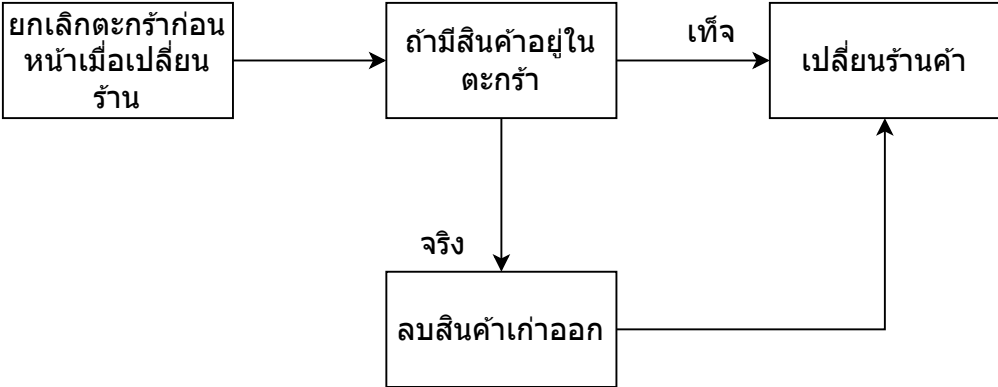 ยกเลิกตะกร้าก่อน
หน้าเมื่อเปลี่ยน
ร้าน
ถ้ามีสินค้าอยู่ใน
ตะกร้า
เท็จ
เปลี่ยนร้านค้า
จริง
ลบสินค้าเก่าออก